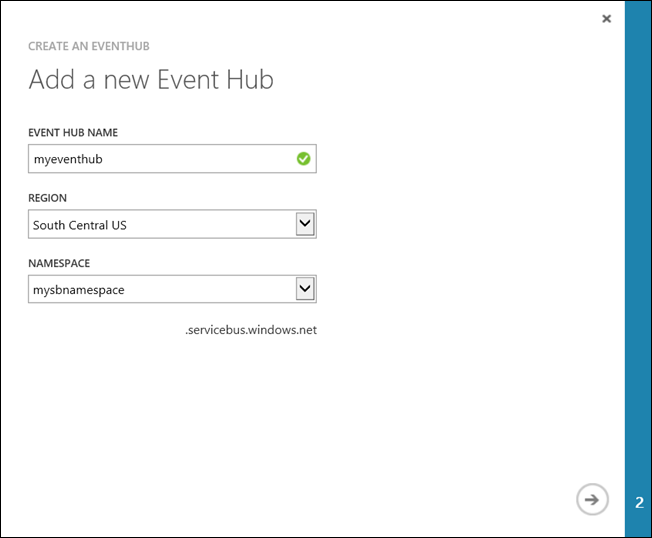 CREATE AN EVENTHUB
Add a new Event Hub
EVENT HUB NAME
myeventhub
REGION
South Central US
NAMESPACE
mysbnamespace
.servicebus.windows.net
2